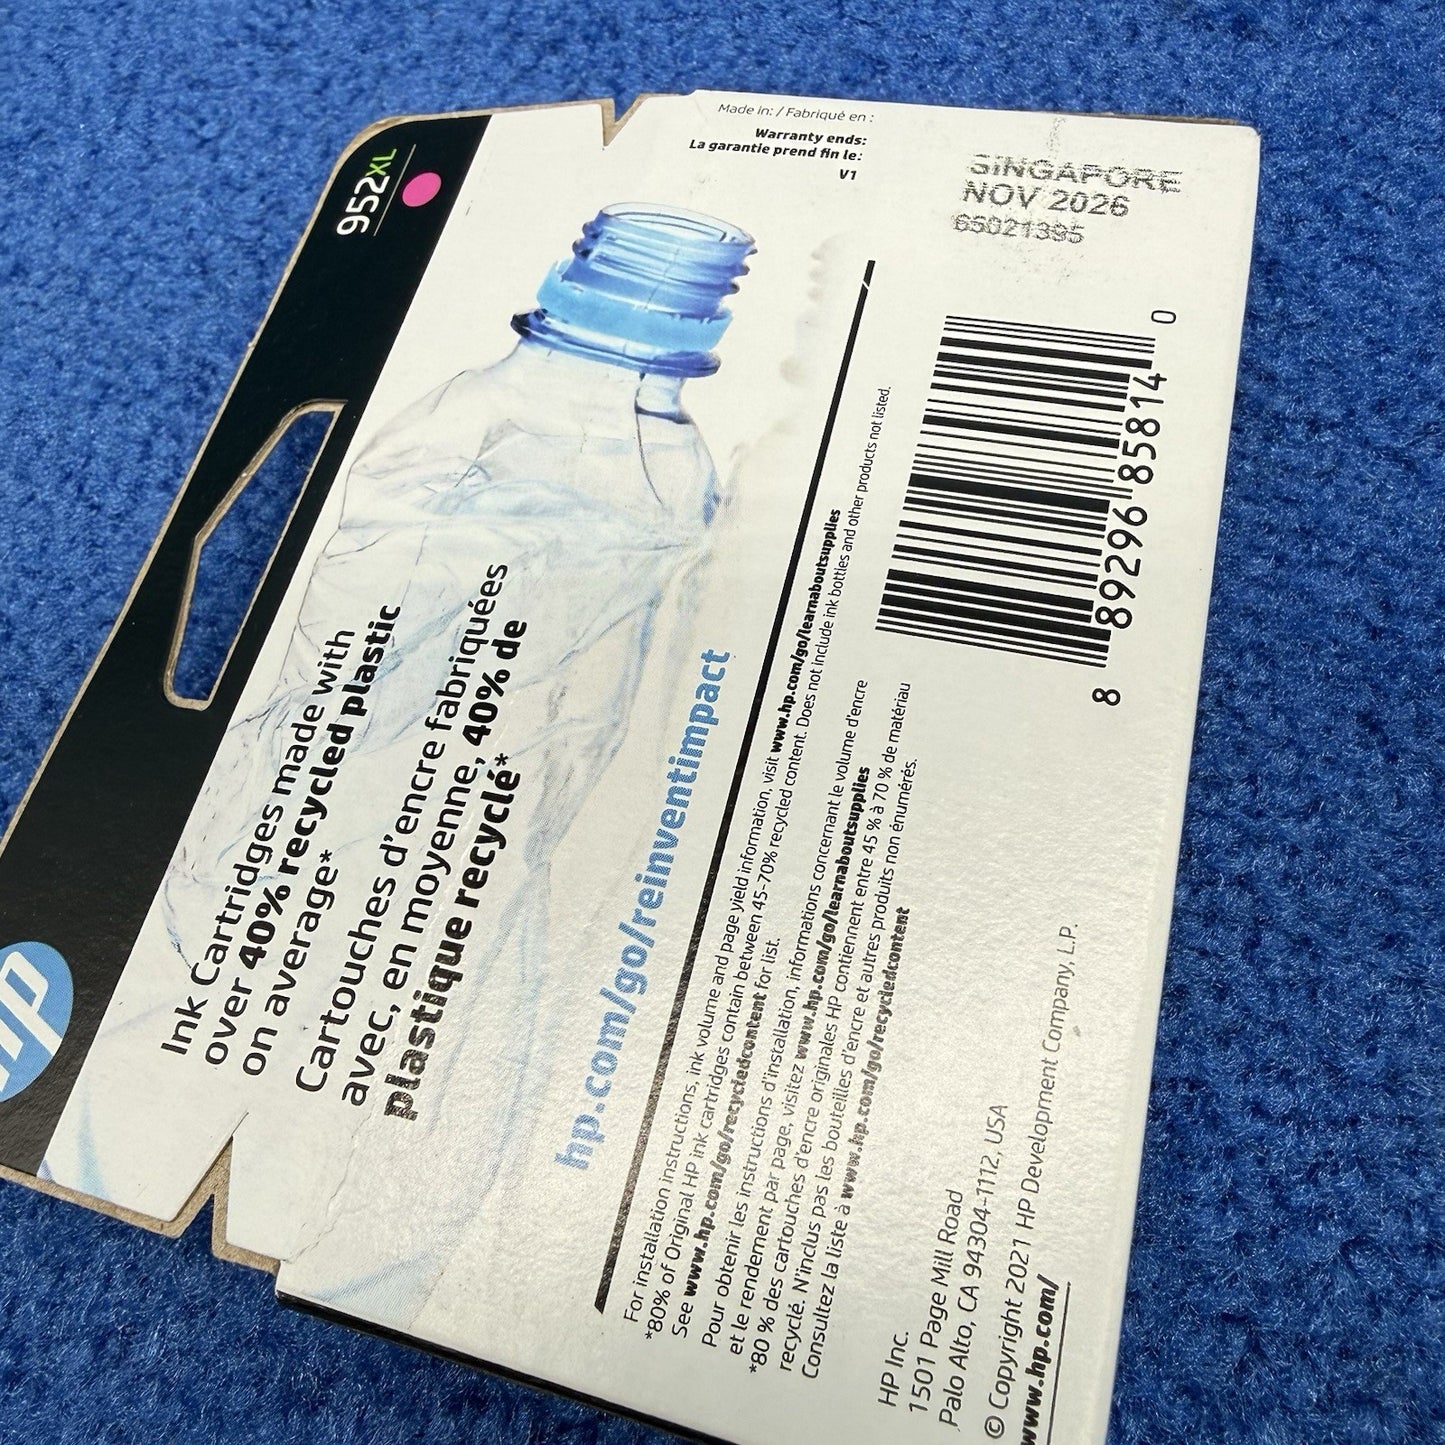 952XL
hp
Made in: / Fabriqué en :
Warranty ends:
La garantie prend fin le:
V1
SINGAPORE
NOV 2026
65021395
Ink Cartridges made with
over 40% recycled plastic
on average*
Cartouches d'encre fabriquées
avec, en moyenne, 40% de
plastique recyclé*
hp.com/go/reinventimpact
For installation instructions, ink volume and page yield information, visit www.hp.com/go/learnaboutsupplies
*80% of Original HP ink cartridges contain between 45-70% recycled content. Does not include ink bottles and other products not listed.
See www.hp.com/go/recycledcontent for list.
Pour obtenir les instructions d'installation, informations concernant le volume d'encre
et le rendement par page, visitez www.hp.com/go/learnaboutsupplies
*80 % des cartouches d'encre originales HP contiennent entre 45 % à 70 % de matériau
recyclé. N'inclus pas les bouteilles d'encre et autres produits non énumérés.
Consultez la liste à www.hp.com/go/recycledcontent
8 89296 85814 0
HP Inc.
1501 Page Mill Road
Palo Alto, CA 94304-1112, USA
© Copyright 2021 HP Development Company, L.P.
www.hp.com/